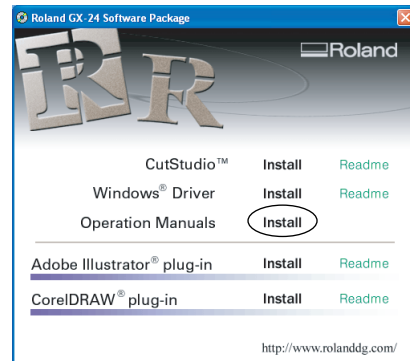 Roland GX-24 Software Package
Roland
RR
CutStudio™ Install Readme
Windows® Driver Install Readme
Operation Manuals Install
Adobe Illustrator® plug-in Install Readme
CorelDRAW® plug-in Install Readme
http://www.rolanddg.com/